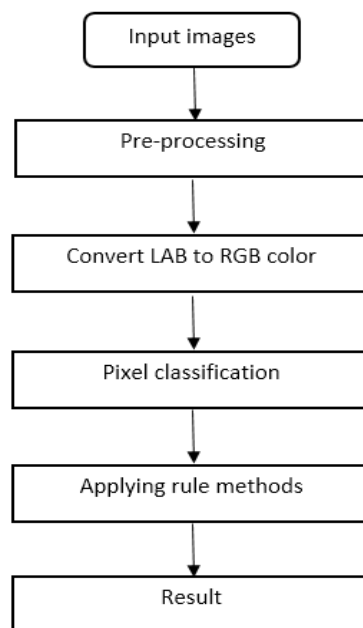 Input images
Pre-processing
Convert LAB to RGB color
Pixel classification
Applying rule methods
Result